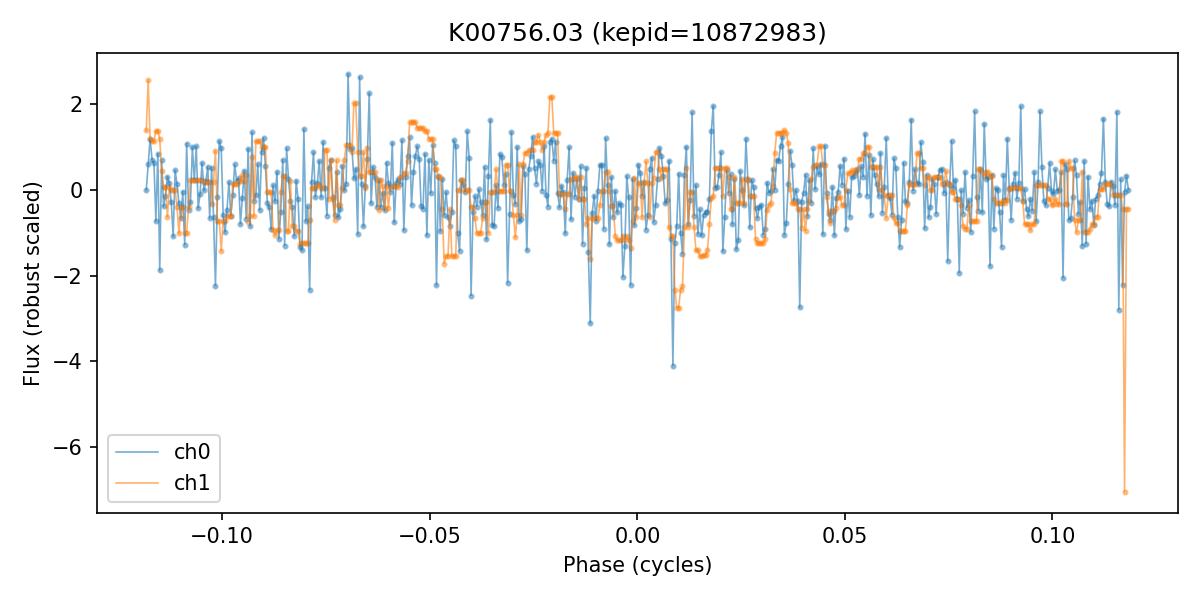 K00756.03 (kepid=10872983)
Flux (robust scaled)
2
0
−2
−4
−6
ch0
ch1
−0.10 −0.05 0.00 0.05 0.10
Phase (cycles)